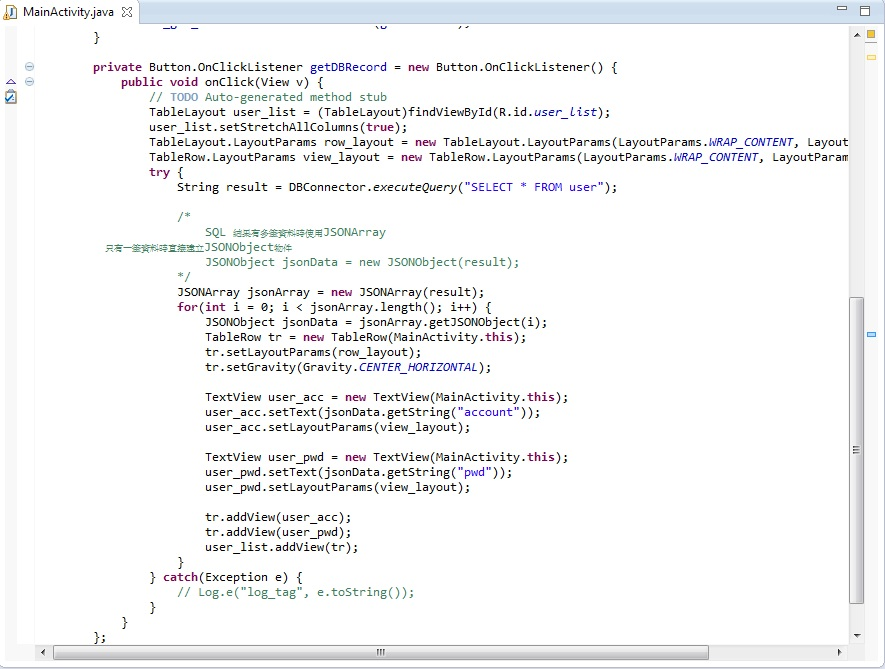 MainActivity.java
}
private Button.OnClickListener getDBRecord = new Button.OnClickListener() {
public void onClick(View v) {
// TODO Auto-generated method stub
TableLayout user_list = (TableLayout)findViewById(R.id.user_list);
user_list.setStretchAllColumns(true);
TableLayout.LayoutParams row_layout = new TableLayout.LayoutParams(LayoutParams.WRAP_CONTENT, Layout
TableRow.LayoutParams view_layout = new TableRow.LayoutParams(LayoutParams.WRAP_CONTENT, LayoutParam
try {
String result = DBConnector.executeQuery("SELECT * FROM user");
/*
SQL 結果有多筆資料時使用JSONArray
只有一筆資料時直接建立JSONObject物件
JSONObject jsonData = new JSONObject(result);
*/
JSONArray jsonArray = new JSONArray(result);
for(int i = 0; i < jsonArray.length(); i++) {
JSONObject jsonData = jsonArray.getJSONObject(i);
TableRow tr = new TableRow(MainActivity.this);
tr.setLayoutParams(row_layout);
tr.setGravity(Gravity.CENTER_HORIZONTAL);
TextView user_acc = new TextView(MainActivity.this);
user_acc.setText(jsonData.getString("account"));
user_acc.setLayoutParams(view_layout);
TextView user_pwd = new TextView(MainActivity.this);
user_pwd.setText(jsonData.getString("pwd"));
user_pwd.setLayoutParams(view_layout);
tr.addView(user_acc);
tr.addView(user_pwd);
user_list.addView(tr);
}
} catch(Exception e) {
// Log.e("log_tag", e.toString());
}
}
};